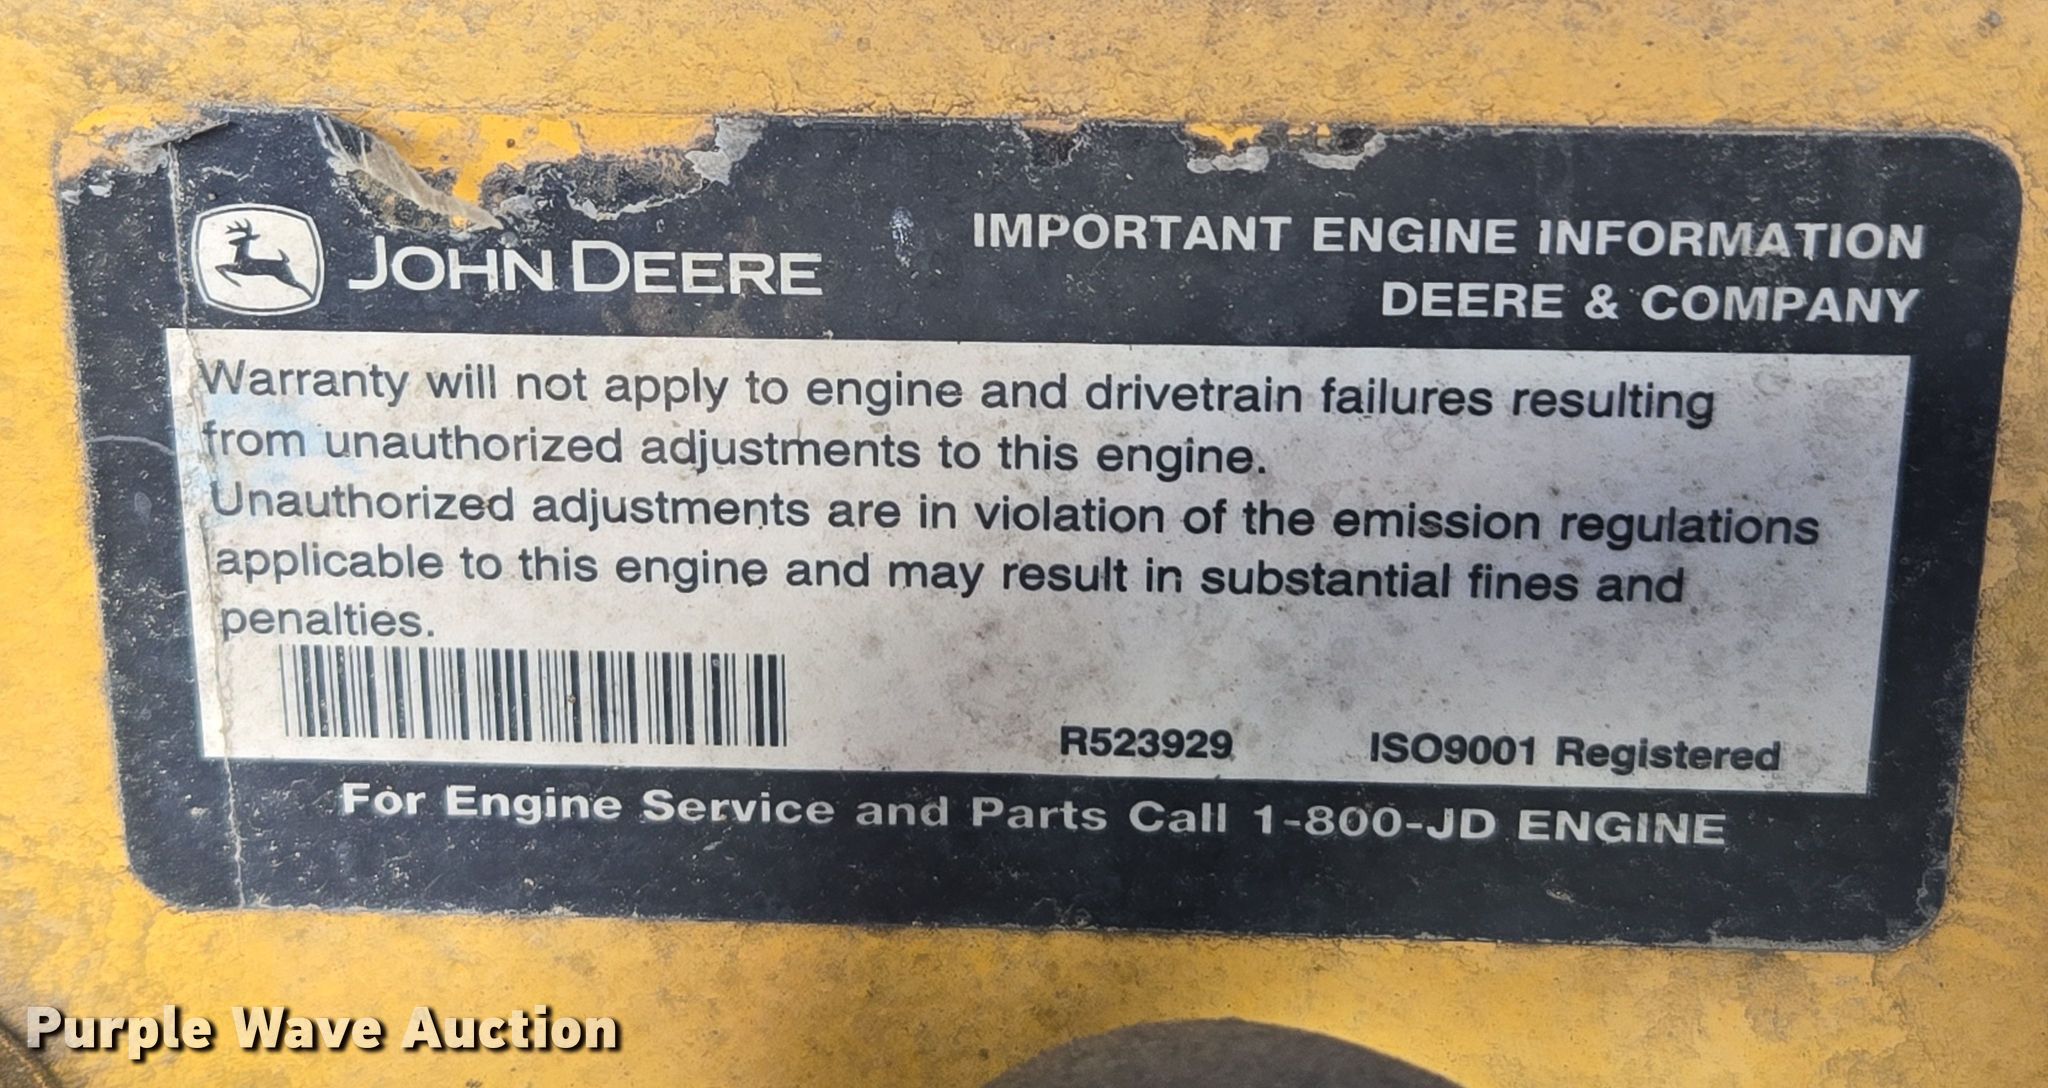 JOHN DEERE
IMPORTANT ENGINE INFORMATION
DEERE & COMPANY
Warranty will not apply to engine and drivetrain failures resulting
from unauthorized adjustments to this engine.
Unauthorized adjustments are in violation of the emission regulations
applicable to this engine and may result in substantial fines and
penalties.
R523929 ISO9001 Registered
For Engine Service and Parts Call 1-800-JD ENGINE
Purple Wave Auction